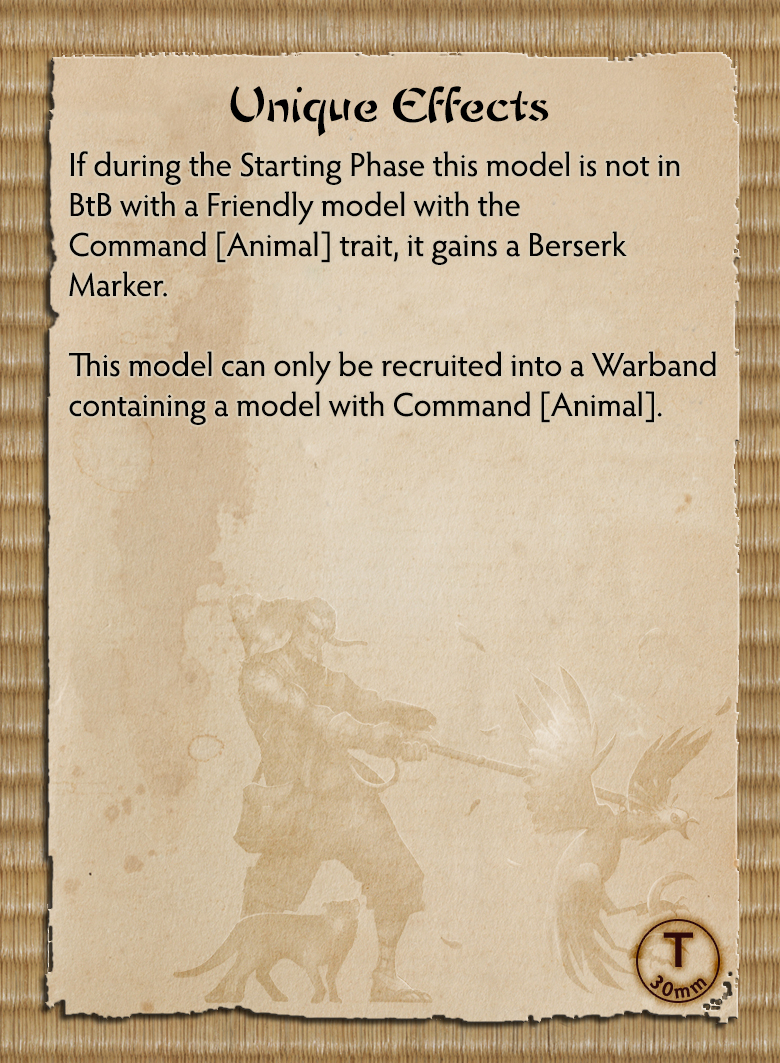 Unique Effects
If during the Starting Phase this model is not in
BtB with a Friendly model with the
Command [Animal] trait, it gains a Berserk
Marker.
This model can only be recruited into a Warband
containing a model with Command [Animal].
T
30mm